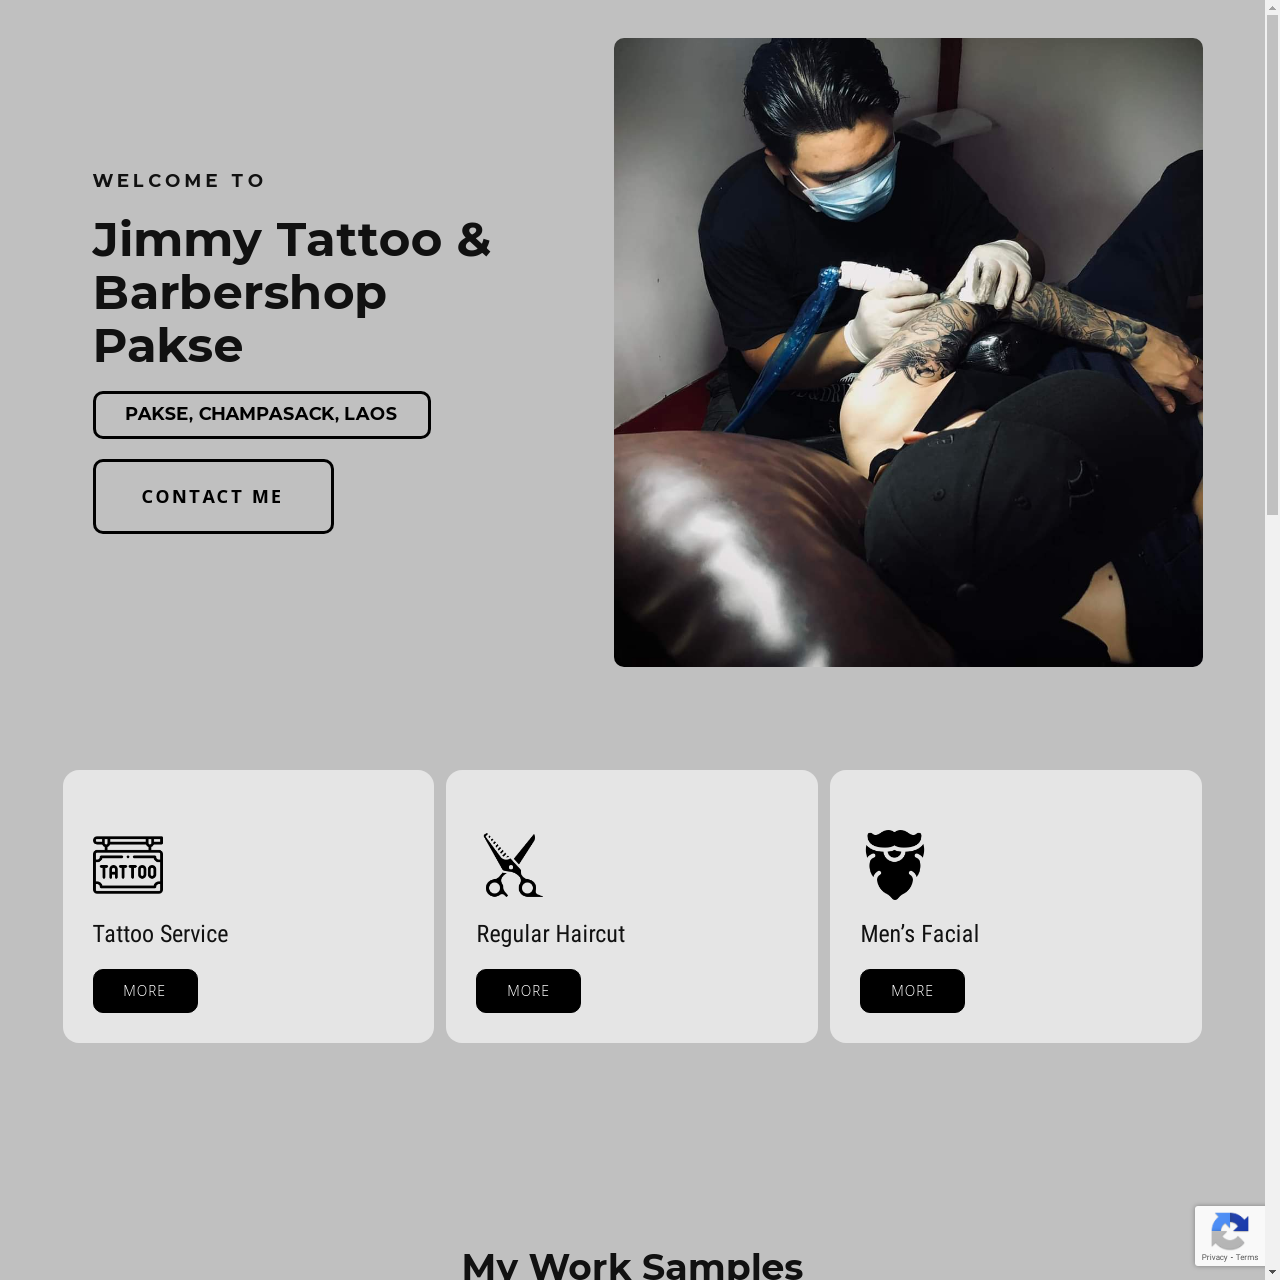 WELCOME TO
Jimmy Tattoo &
Barbershop
Pakse
PAKSE, CHAMPASACK, LAOS
CONTACT ME
TATTOO
Tattoo Service
MORE
Regular Haircut
MORE
Men’s Facial
MORE
My Work Samples
Privacy - Terms